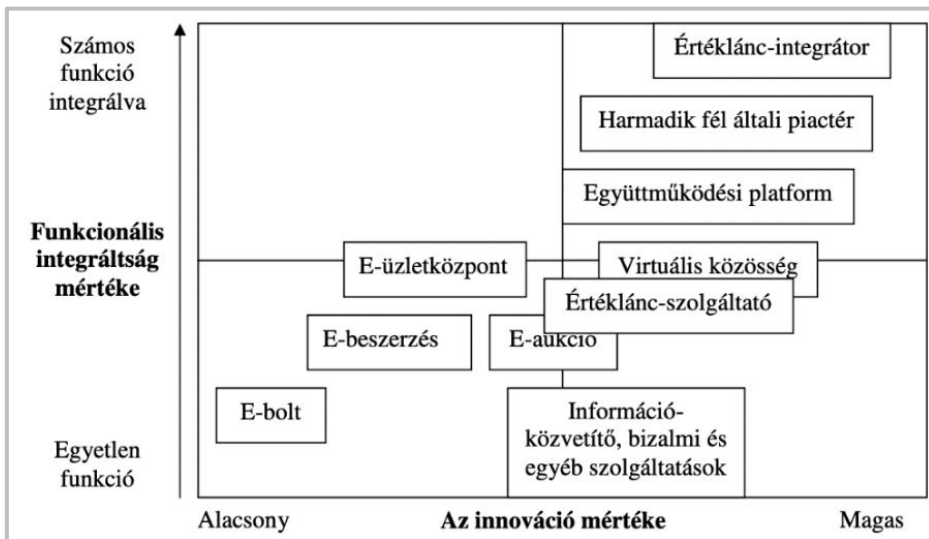 Számos
funkció
integrálva
Értéklánc-integrátor
Harmadik fél általi piactér
Együttműködési platform
Funkcionális
integráltság
mértéke
E-üzletközpont
Virtuális közösség
Értéklánc-szolgáltató
E-beszerzés
E-aukció
E-bolt
Információ-
közvetítő, bizalmi és
egyéb szolgáltatások
Egyetlen
funkció
Alacsony
Az innováció mértéke
Magas